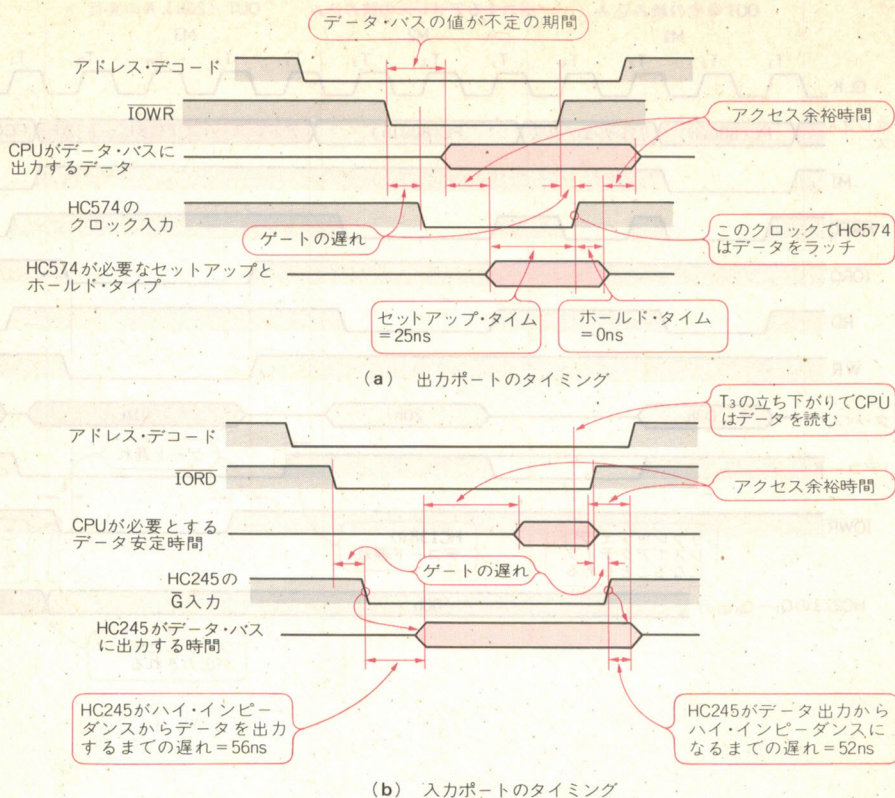 データ・バスの値が不定の期間
アドレス・デコード
IOWR
アクセス余裕時間
CPUがデータ・バスに
出力するデータ
HC574の
クロック入力
ゲートの遅れ
このクロックでHC574
はデータをラッチ
HC574が必要なセットアップと
ホールド・タイプ
セットアップ・タイム
=25ns
ホールド・タイム
=0ns
(a) 出力ポートのタイミング
T3の立ち下がりでCPU
はデータを読む
アドレス・デコード
IORD
アクセス余裕時間
CPUが必要とする
データ安定時間
ゲートの遅れ
HC245の
G入力
HC245がデータ・バス
に出力する時間
HC245がハイ・インピー
ダンスからデータを出力
するまでの遅れ=56ns
HC245がデータ出力から
ハイ・インピーダンスに
なるまでの遅れ=52ns
(b) 入力ポートのタイミング